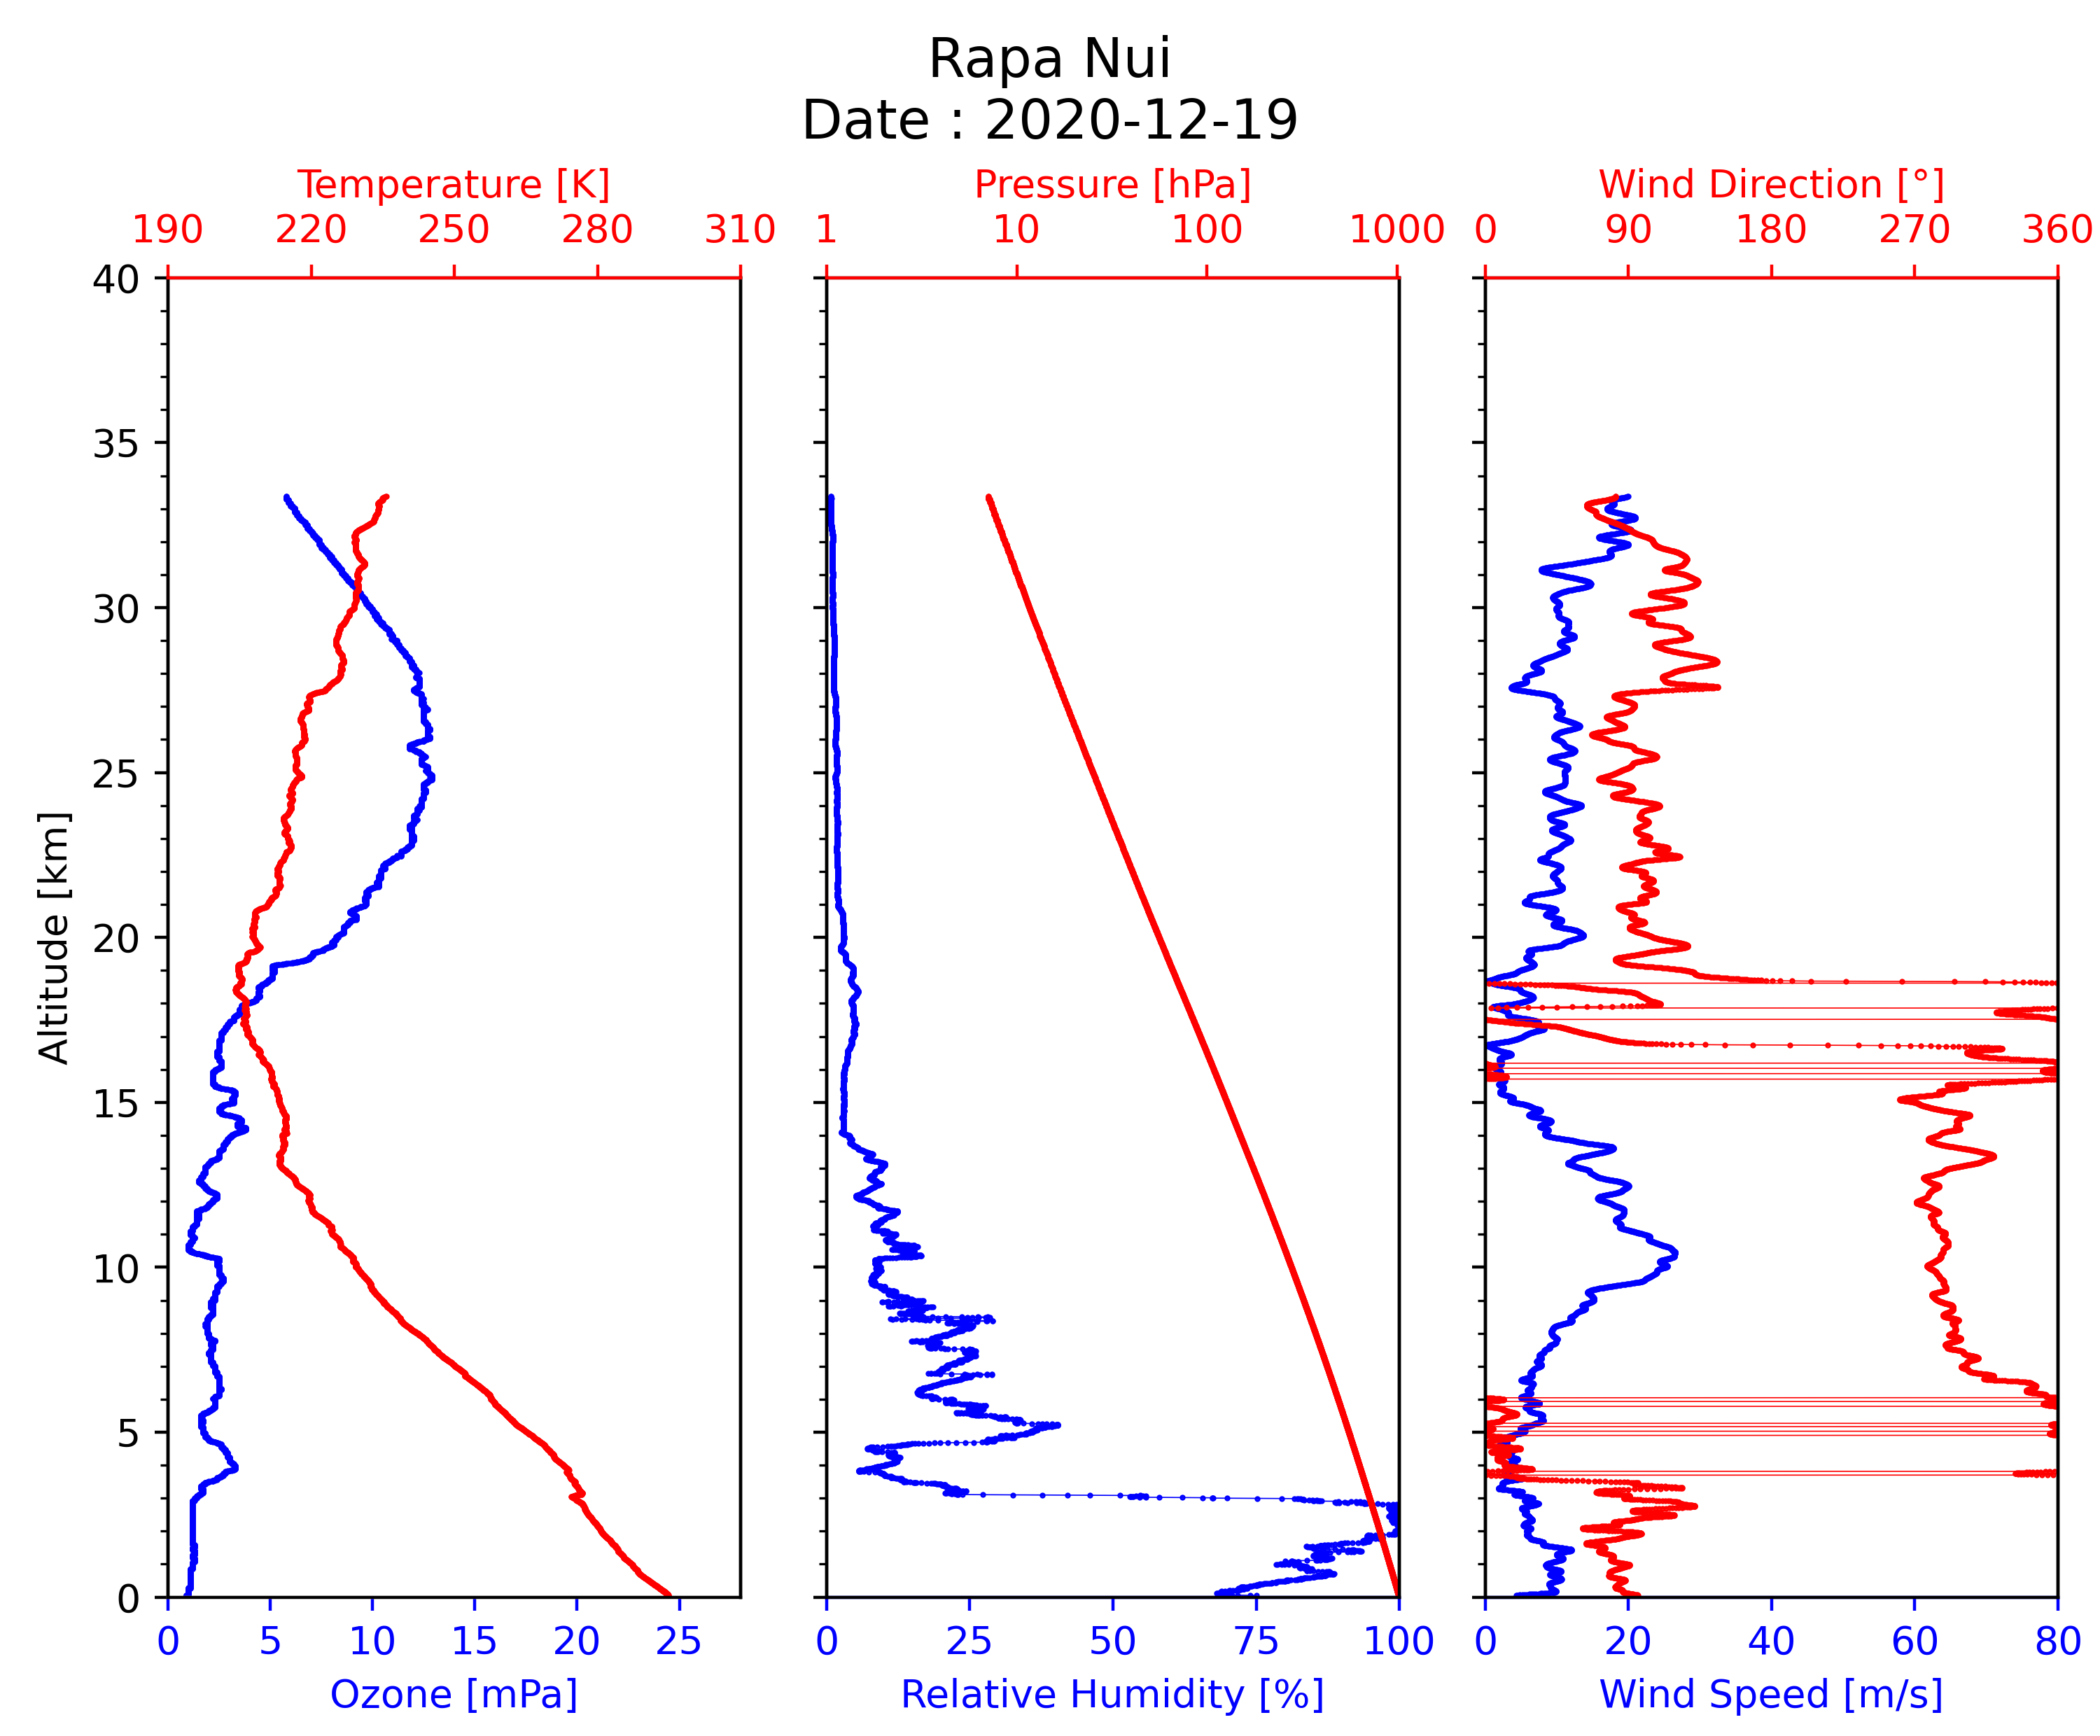 Rapa Nui
Date : 2020-12-19
Temperature [K]
190 220 250 280 310
Pressure [hPa]
1 10 100 1000
Wind Direction [°]
0 90 180 270 360
Altitude [km]
40
35
30
25
20
15
10
5
0
0 5 10 15 20 25
Ozone [mPa]
0 25 50 75 100
Relative Humidity [%]
0 20 40 60 80
Wind Speed [m/s]